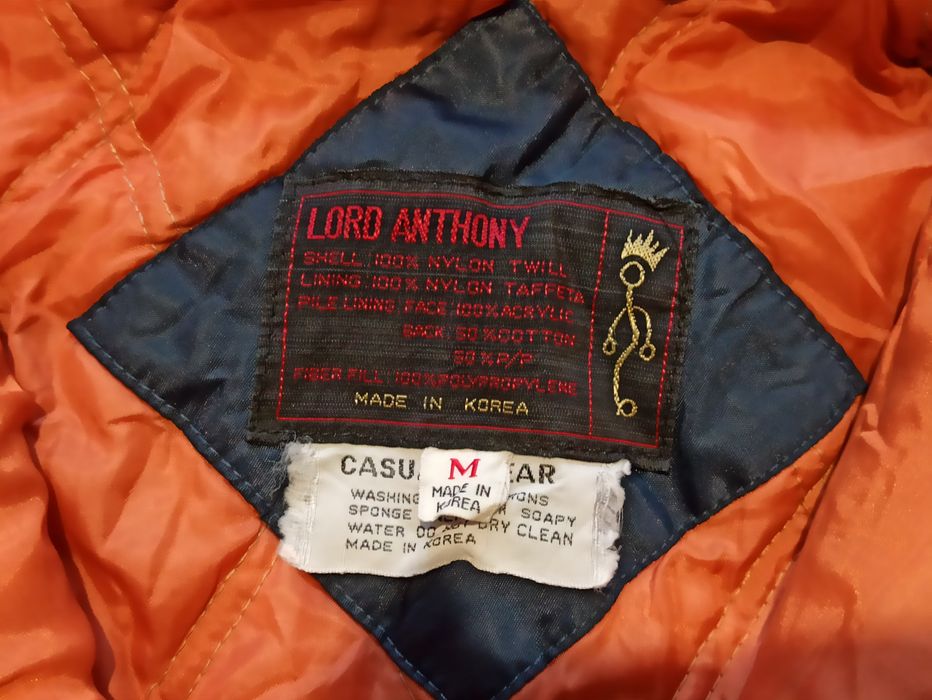 LORD ANTHONY
SHELL: 100% NYLON TWILL
LINING: 100% NYLON TAFFETA
PILE LINING FACE: 100% ACRYLIC
BACK: 50% COTTON
50% P/P
FIBER FILL: 100% POLYPROPYLENE
MADE IN KOREA
M
MADE IN
KOREA
CASU EAR
WASHING ONS
SPONGE SOAPY
WATER DO DRY CLEAN
MADE IN KOREA